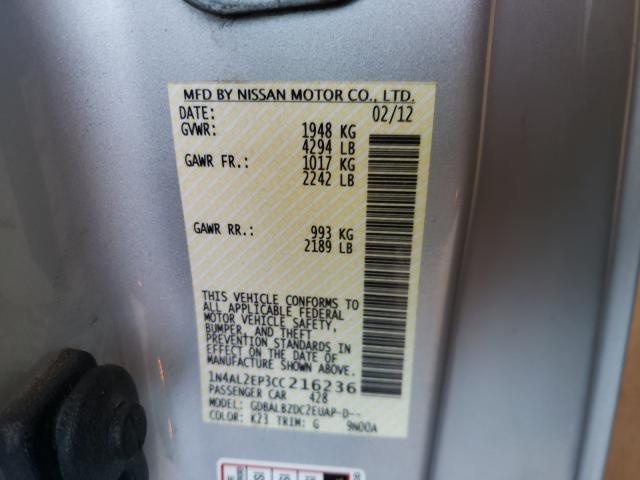 MFD BY NISSAN MOTOR CO., LTD.
DATE: 02/12
GVWR: 1948 KG
4294 LB
GAWR FR.: 1017 KG
2242 LB
GAWR RR.: 993 KG
2189 LB
THIS VEHICLE CONFORMS TO
ALL APPLICABLE FEDERAL
MOTOR VEHICLE SAFETY,
BUMPER, AND THEFT
PREVENTION STANDARDS IN
EFFECT ON THE DATE OF
MANUFACTURE SHOWN ABOVE.
1N4AL2EP3CC216236
PASSENGER CAR 428
MODEL: GDBALBZDC2EUAP-D--
COLOR: K23 TRIM: G 9N00A